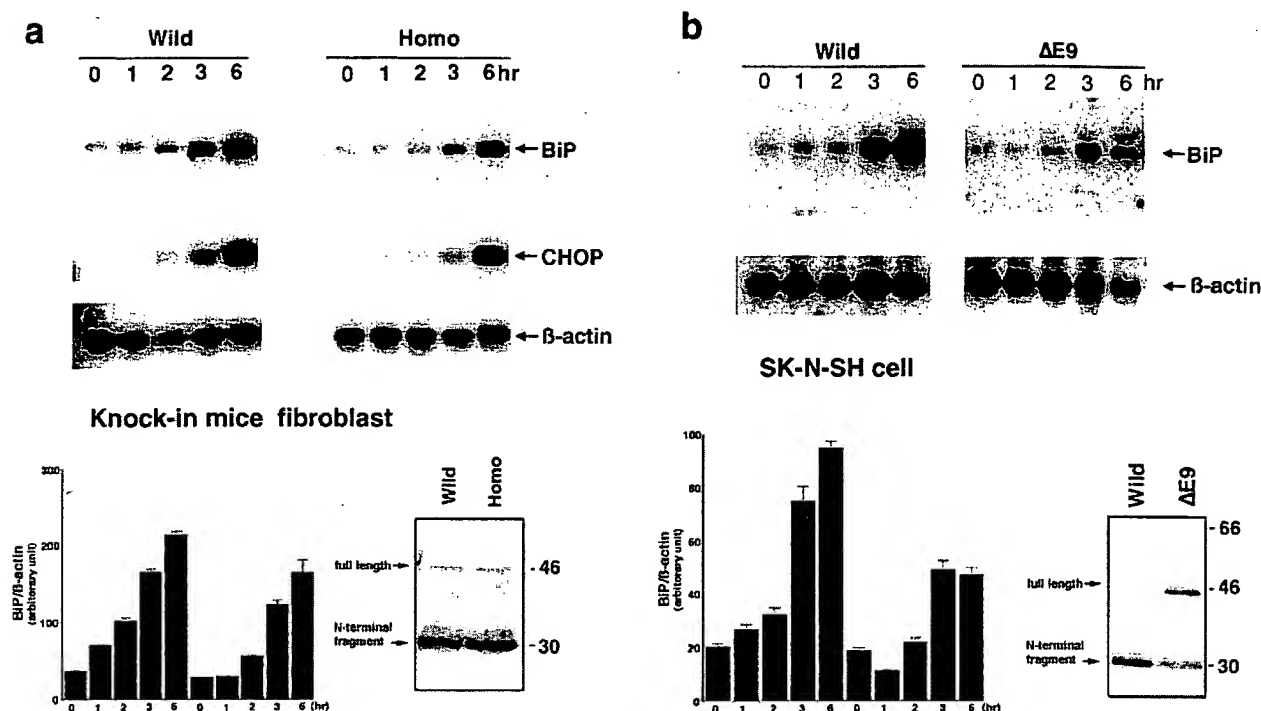 a
Wild Homo
0 1 2 3 6 0 1 2 3 6 hr
BiP
CHOP
ß-actin
Knock-in mice fibroblast
300
200
100
0
BiP/ß-actin
(arbitorary unit)
0 1 2 3 6 0 1 2 3 6 (hr)
Wild Homo
full length
N-terminal
fragment
- 46
- 30
b
Wild ΔE9
0 1 2 3 6 0 1 2 3 6 hr
BiP
ß-actin
SK-N-SH cell
100
80
60
40
20
0
BiP/ß-actin
(arbitorary unit)
0 1 2 3 6 0 1 2 3 6 (hr)
Wild ΔE9
full length
N-terminal
fragment
- 66
- 46
- 30